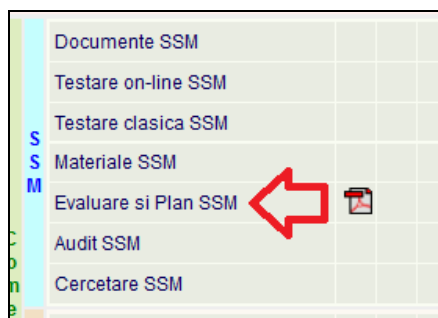 Documente SSM
Testare on-line SSM
Testare clasica SSM
Materiale SSM
Evaluare si Plan SSM
Audit SSM
Cercetare SSM
S
S
M